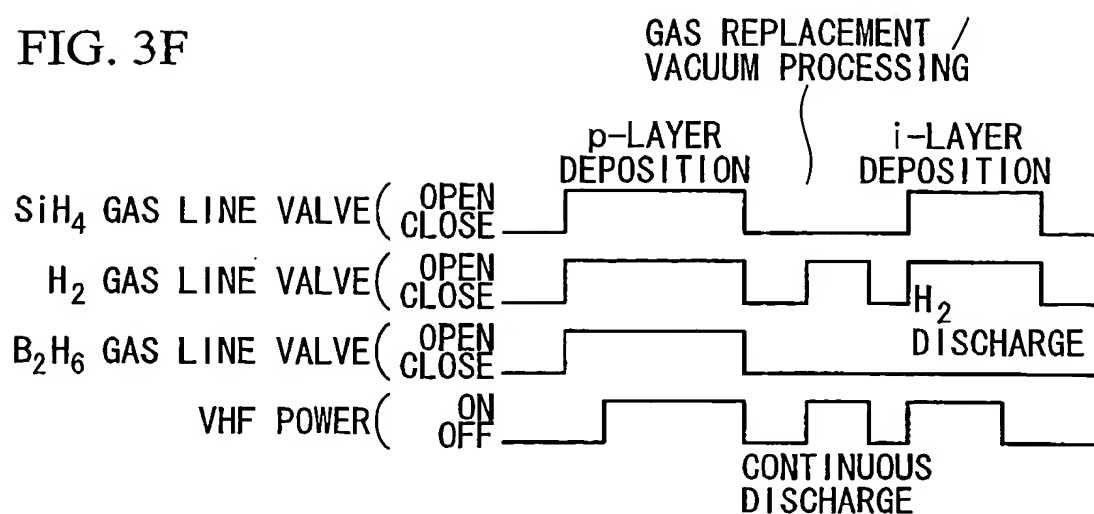 FIG. 3F
GAS REPLACEMENT /
VACUUM PROCESSING
p-LAYER
DEPOSITION
i-LAYER
DEPOSITION
SiH4 GAS LINE VALVE( OPEN
CLOSE
H2 GAS LINE VALVE( OPEN
CLOSE
H2
DISCHARGE
B2H6 GAS LINE VALVE( OPEN
CLOSE
VHF POWER( ON
OFF
CONTINUOUS
DISCHARGE